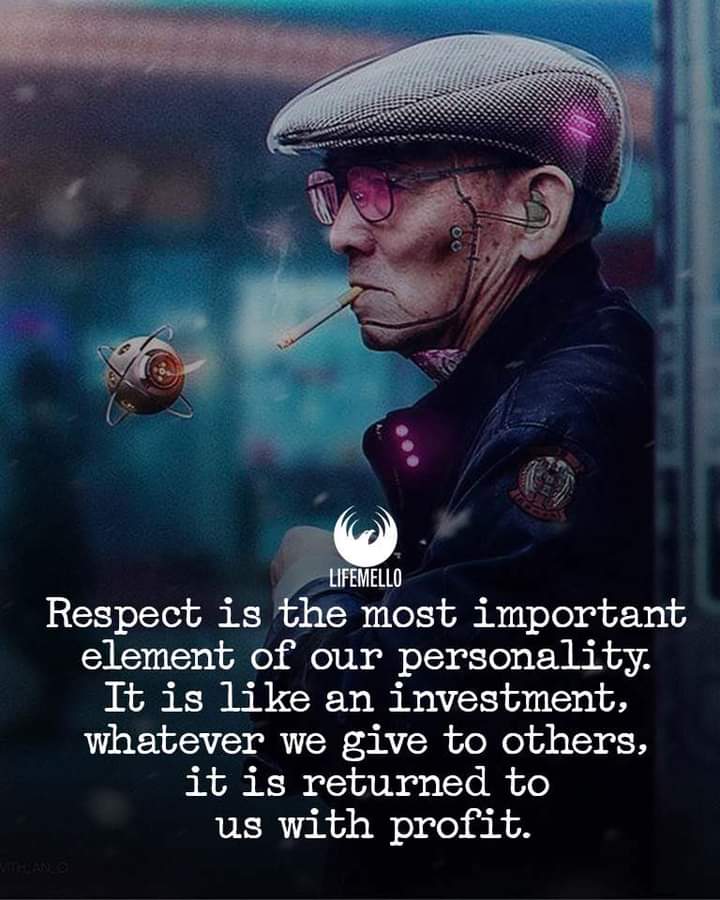 LIFEMELLO
Respect is the most important
element of our personality.
It is like an investment,
whatever we give to others,
it is returned to
us with profit.